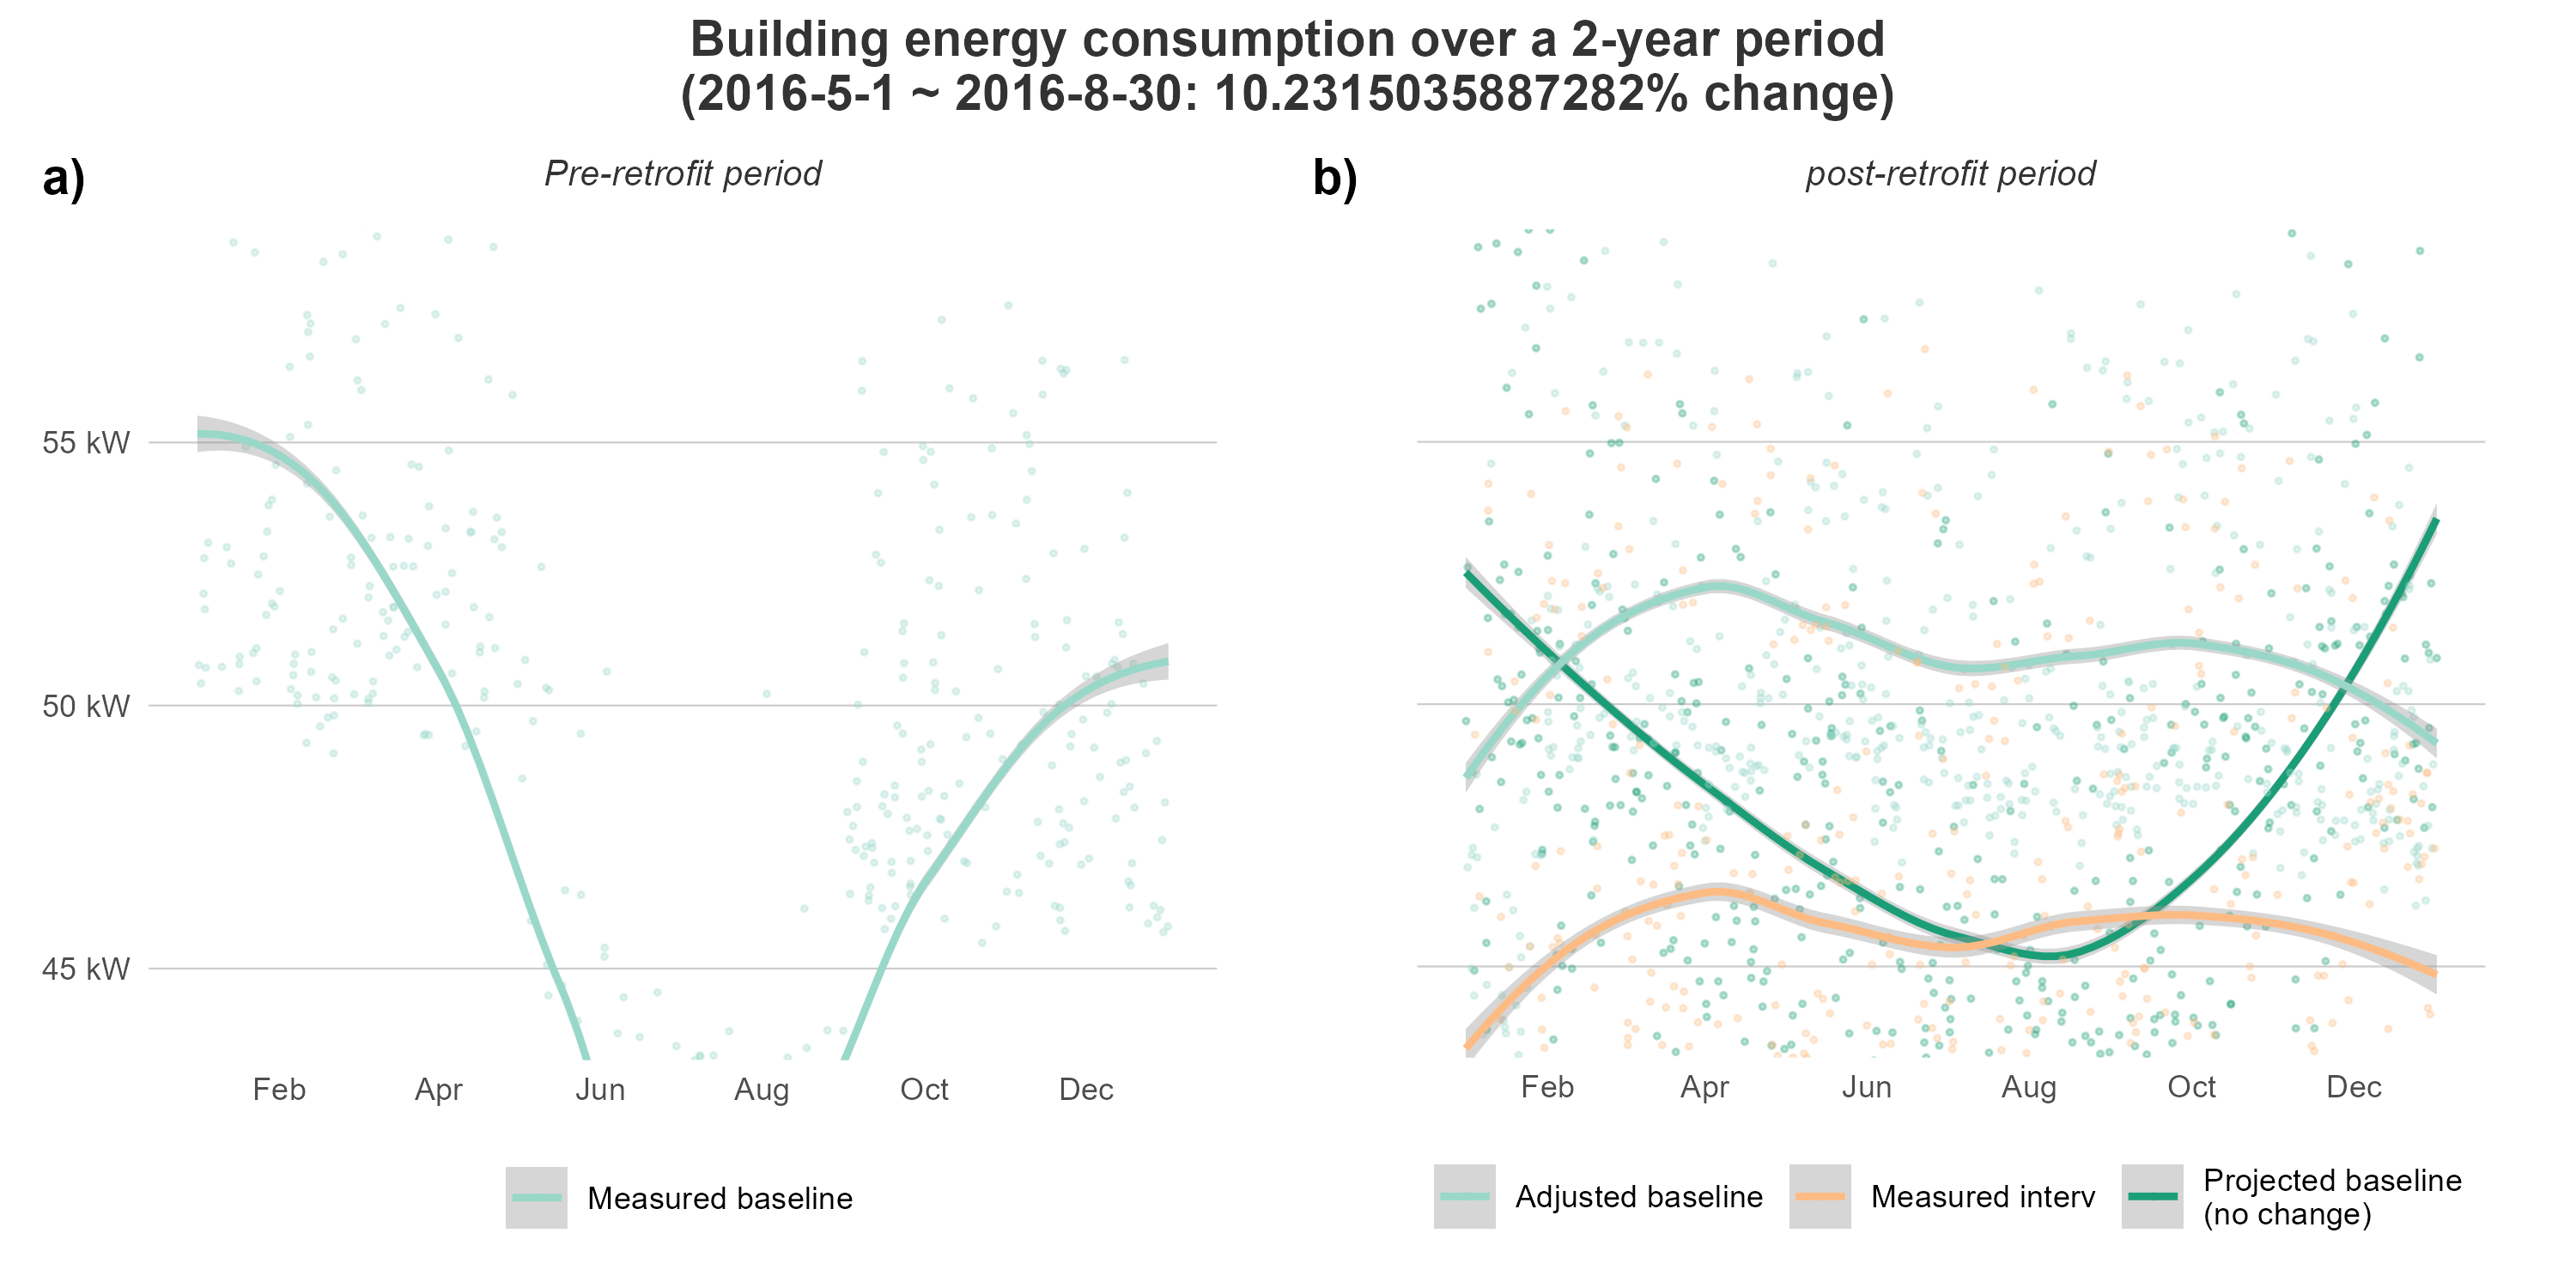 Building energy consumption over a 2-year period
(2016-5-1 ~ 2016-8-30: 10.2315035887282% change)
a)
Pre-retrofit period
55 kW
50 kW
45 kW
Feb Apr Jun Aug Oct Dec
Measured baseline
b)
post-retrofit period
Feb Apr Jun Aug Oct Dec
Adjusted baseline
Measured interv
Projected baseline
(no change)